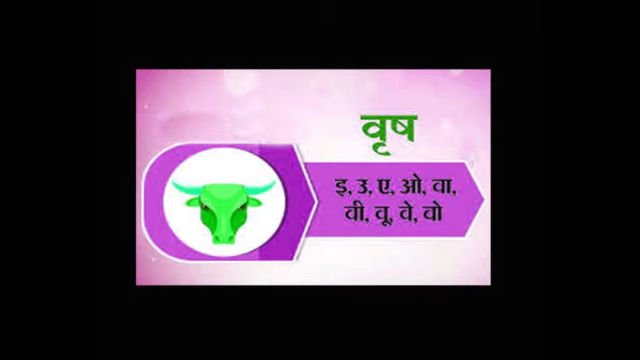 वृष
इ, उ, ए, ओ, वा,
वी, वू, वे, वो